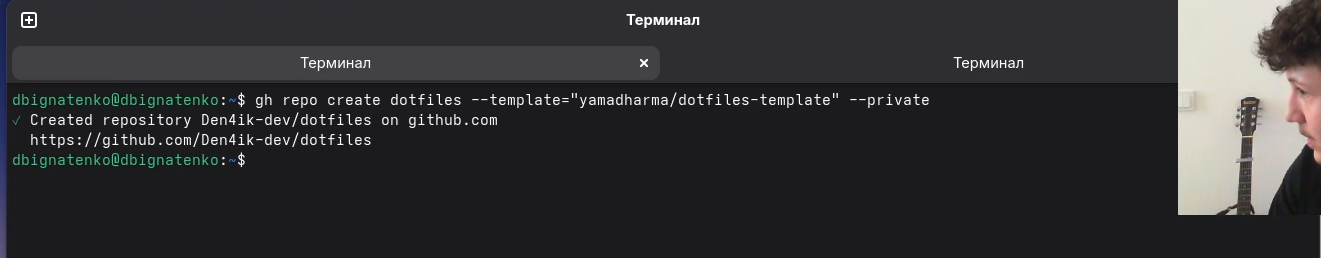 Терминал
Терминал
Терминал
dbignatenko@dbignatenko:~$ gh repo create dotfiles --template="yamadharma/dotfiles-template" --private
✓ Created repository Den4ik-dev/dotfiles on github.com
https://github.com/Den4ik-dev/dotfiles
dbignatenko@dbignatenko:~$